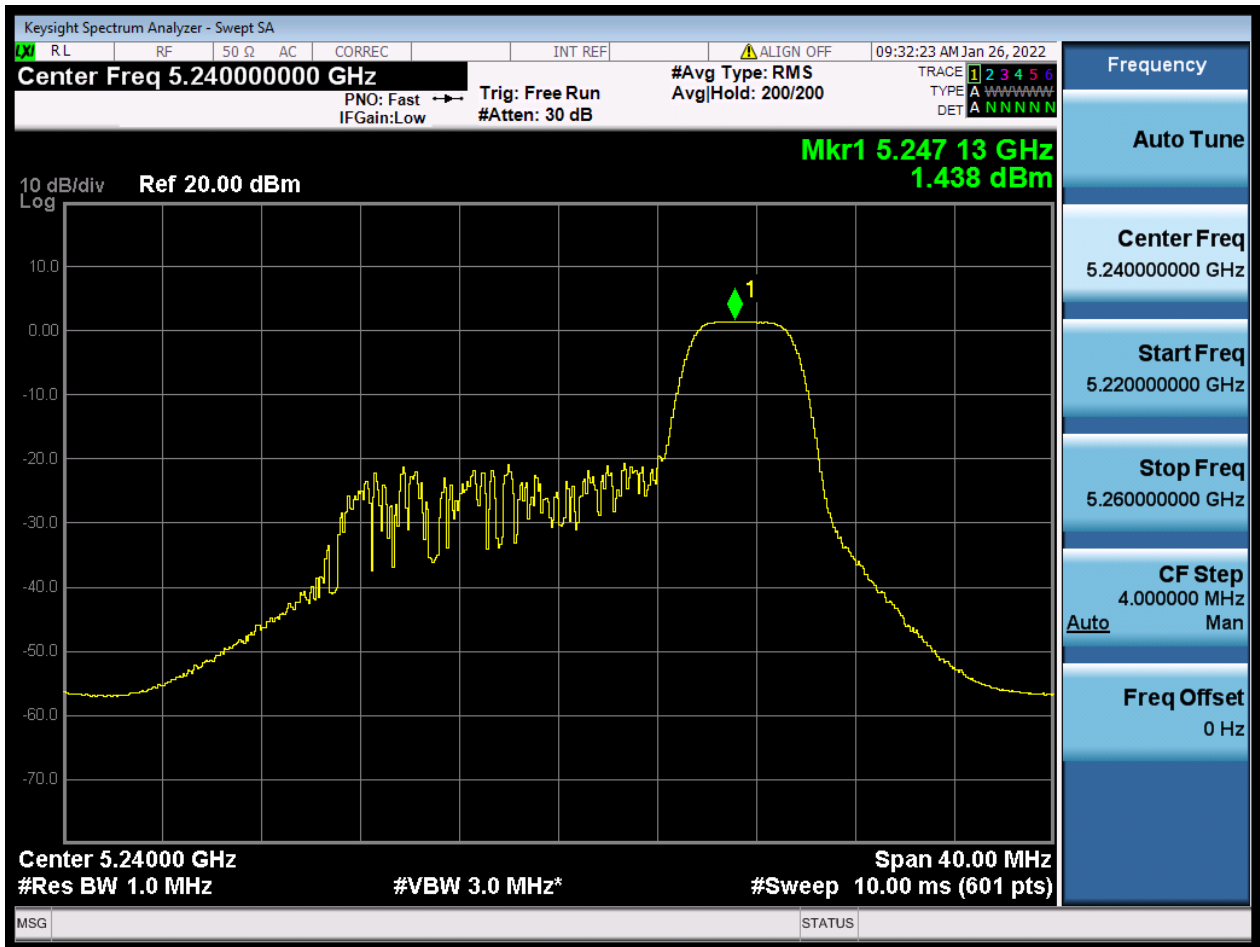 Keysight Spectrum Analyzer - Swept SA
LXI RL RF 50 Ω AC CORREC INT REF ALIGN OFF 09:32:23 AM Jan 26, 2022
Center Freq 5.240000000 GHz
PNO: Fast
IFGain:Low
Trig: Free Run
#Atten: 30 dB
#Avg Type: RMS
Avg|Hold: 200/200
TRACE 1 2 3 4 5 6
TYPE A WWWWW
DET A N N N N N
Mkr1 5.247 13 GHz
1.438 dBm
10 dB/div Ref 20.00 dBm
Log
1
10.0
0.00
-10.0
-20.0
-30.0
-40.0
-50.0
-60.0
-70.0
Center 5.24000 GHz Span 40.00 MHz
#Res BW 1.0 MHz #VBW 3.0 MHz* #Sweep 10.00 ms (601 pts)
MSG STATUS
Frequency
Auto Tune
Center Freq
5.240000000 GHz
Start Freq
5.220000000 GHz
Stop Freq
5.260000000 GHz
CF Step
4.000000 MHz
Auto Man
Freq Offset
0 Hz